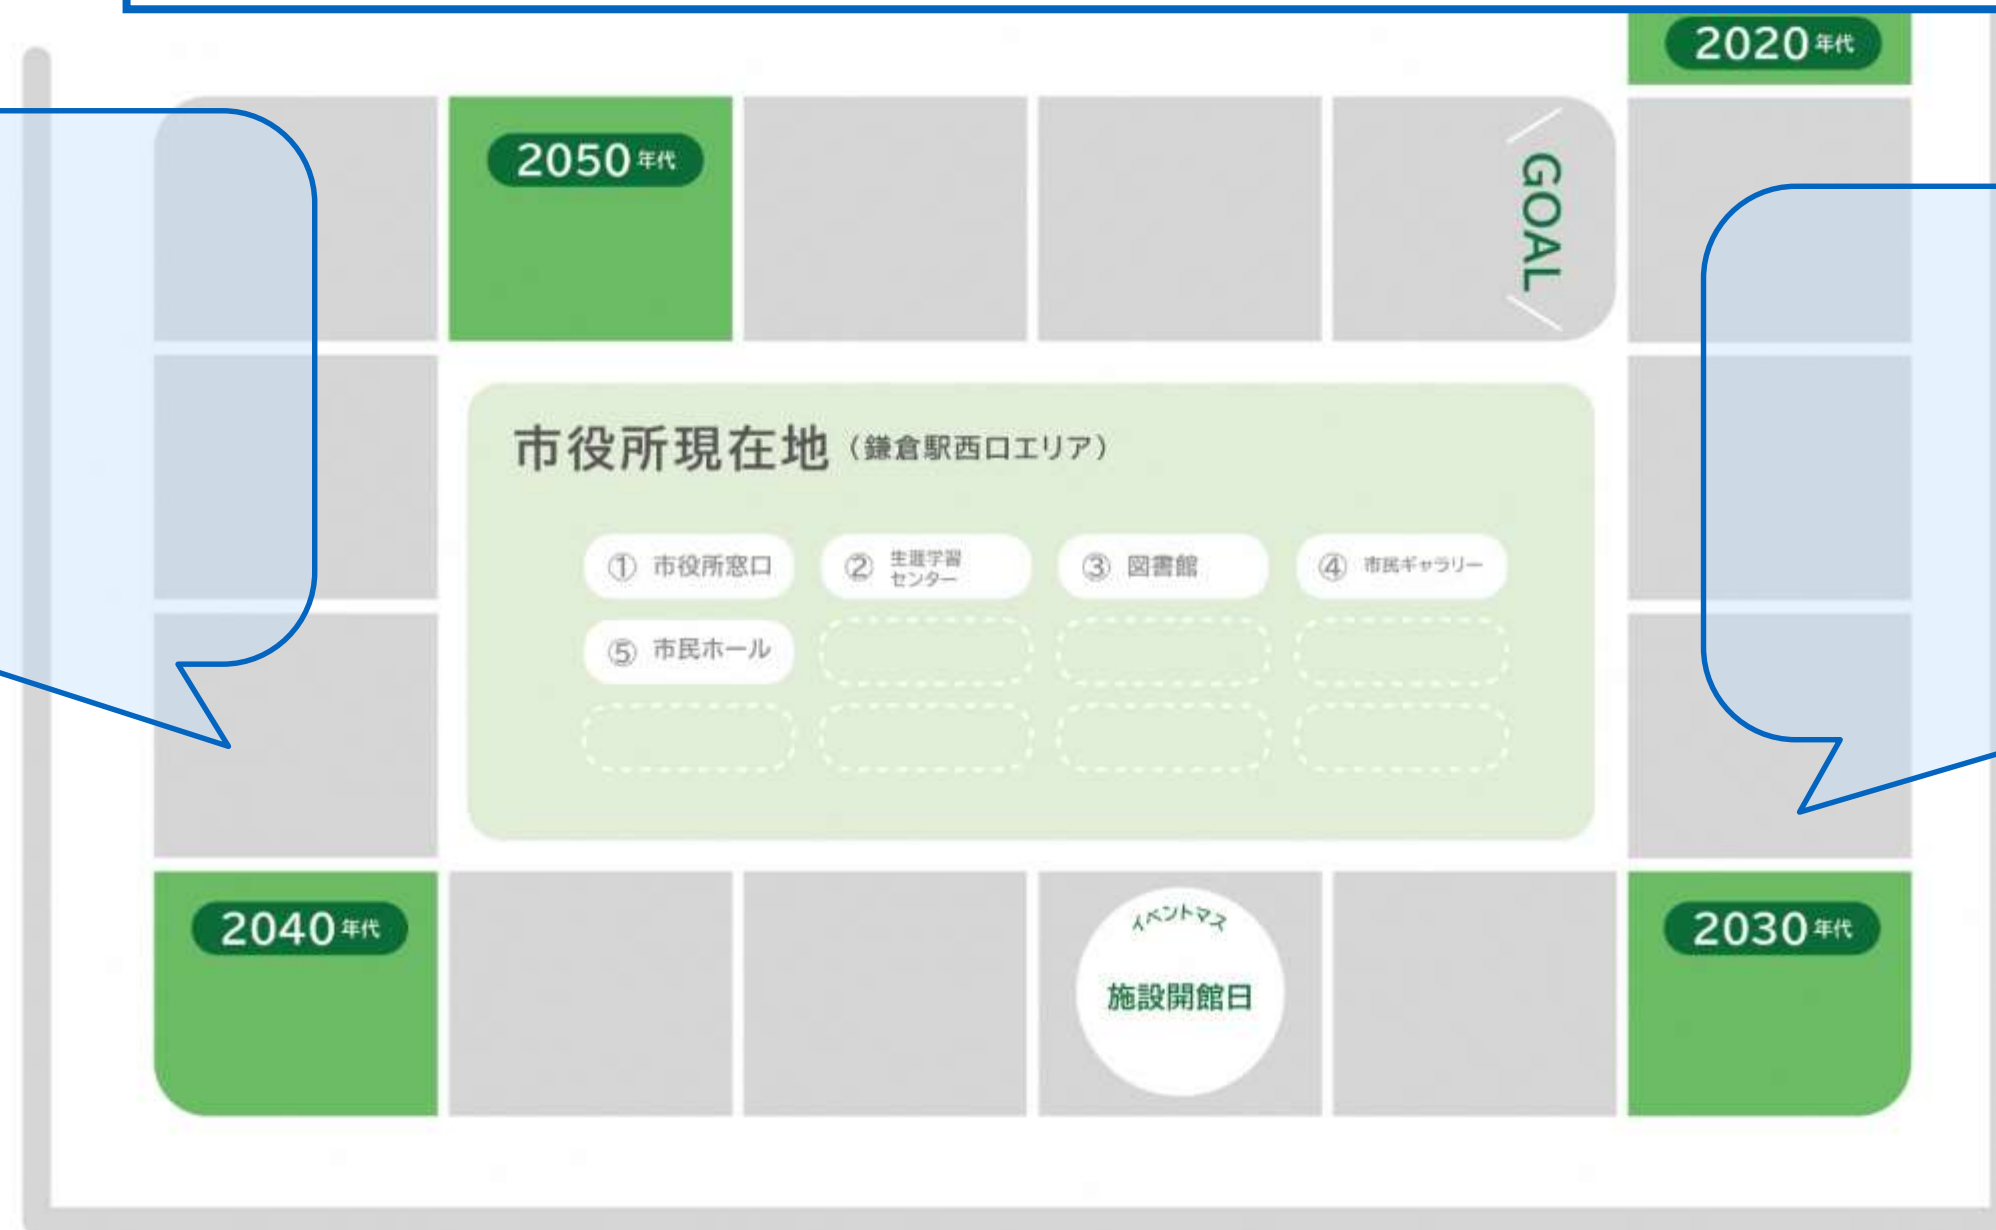 2020年代
2050年代
GOAL
市役所現在地（鎌倉駅西口エリア）
① 市役所窓口
② 生涯学習
センター
③ 図書館
④ 市民ギャラリー
⑤ 市民ホール
2040年代
イベントマス
施設開館日
2030年代